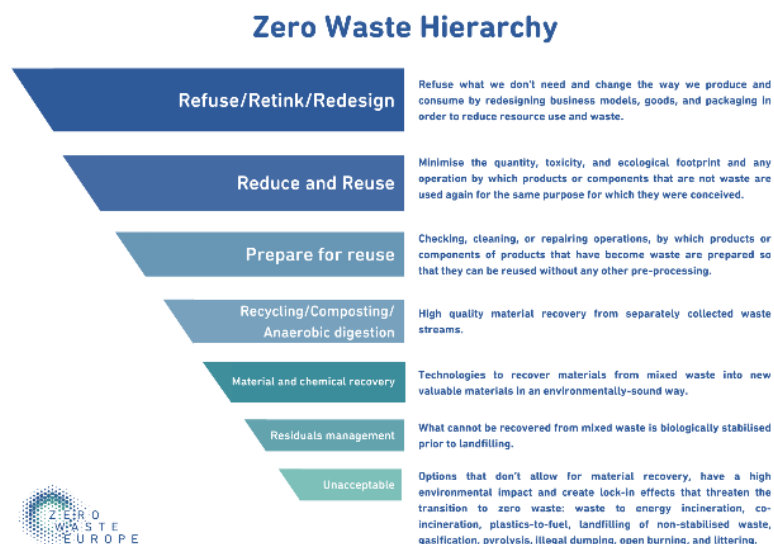 Zero Waste Hierarchy
Refuse/Retink/Redesign
Refuse what we don't need and change the way we produce and
consume by redesigning business models, goods, and packaging in
order to reduce resource use and waste.
Reduce and Reuse
Minimise the quantity, toxicity, and ecological footprint and any
operation by which products or components that are not waste are
used again for the same purpose for which they were conceived.
Prepare for reuse
Checking, cleaning, or repairing operations, by which products or
components of products that have become waste are prepared so
that they can be reused without any other pre-processing.
Recycling/Composting/
Anaerobic digestion
High quality material recovery from separately collected waste
streams.
Material and chemical recovery
Technologies to recover materials from mixed waste into new
valuable materials in an environmentally-sound way.
Residuals management
What cannot be recovered from mixed waste is biologically stabilised
prior to landfilling.
Unacceptable
Options that don't allow for material recovery, have a high
environmental impact and create lock-in effects that threaten the
transition to zero waste: waste to energy incineration, co-
incineration, plastics-to-fuel, landfilling of non-stabilised waste,
gasification, pyrolysis, illegal dumping, open burning, and littering.
ZERO
WASTE
EUROPE